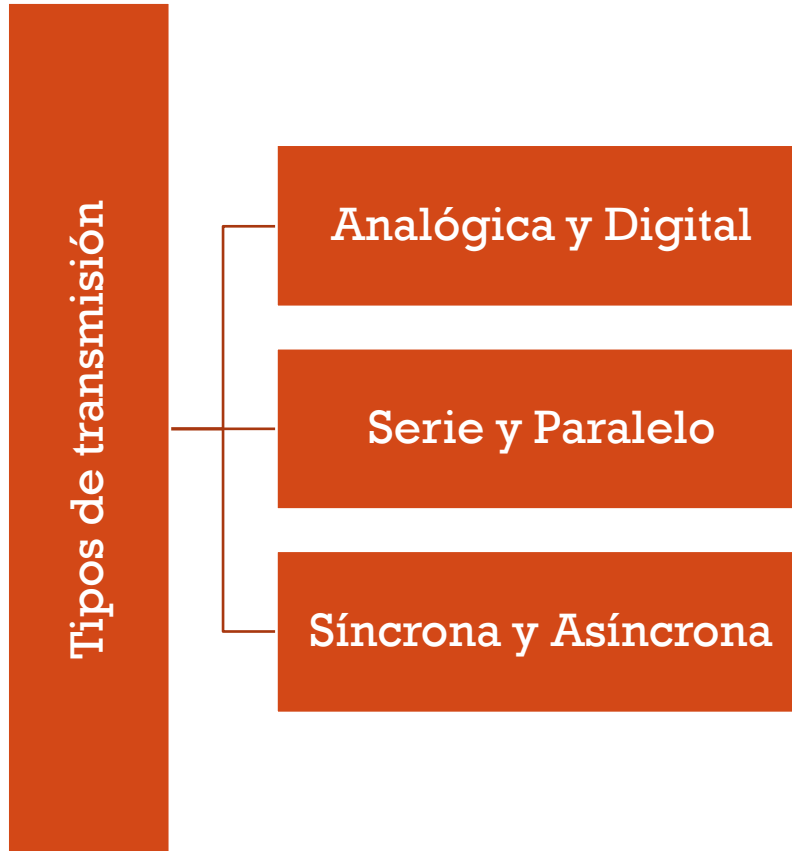 Tipos de transmisión
Analógica y Digital
Serie y Paralelo
Síncrona y Asíncrona